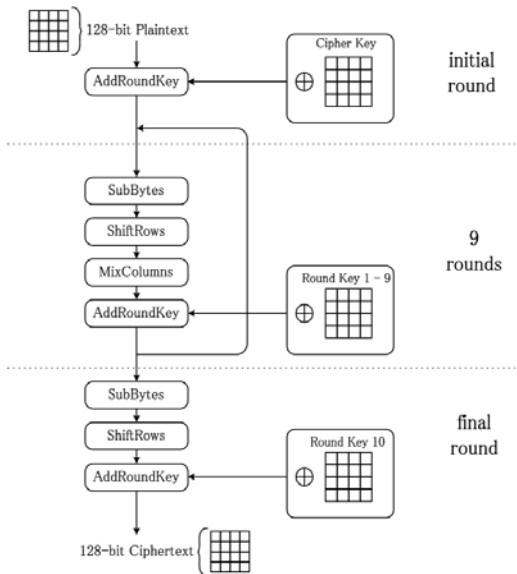 128-bit Plaintext
Cipher Key
initial
round
AddRoundKey
SubBytes
ShiftRows
MixColumns
AddRoundKey
Round Key 1 - 9
9
rounds
SubBytes
ShiftRows
AddRoundKey
Round Key 10
final
round
128-bit Ciphertext